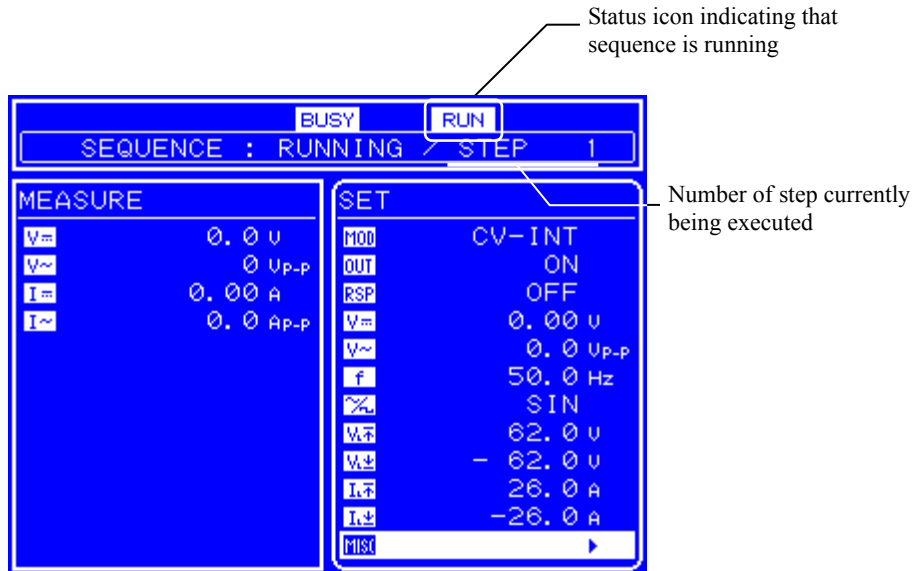 Status icon indicating that
sequence is running
BUSY RUN
SEQUENCE : RUNNING / STEP 1
Number of step currently
being executed
MEASURE
V⎓ 0.0 V
V~ 0 Vp-p
I⎓ 0.00 A
I~ 0.0 Ap-p
SET
MOD CV-INT
OUT ON
RSP OFF
V⎓ 0.00 V
V~ 0.0 Vp-p
f 50.0 Hz
SIN
V 62.0 V
V - 62.0 V
I 26.0 A
I -26.0 A
MISC